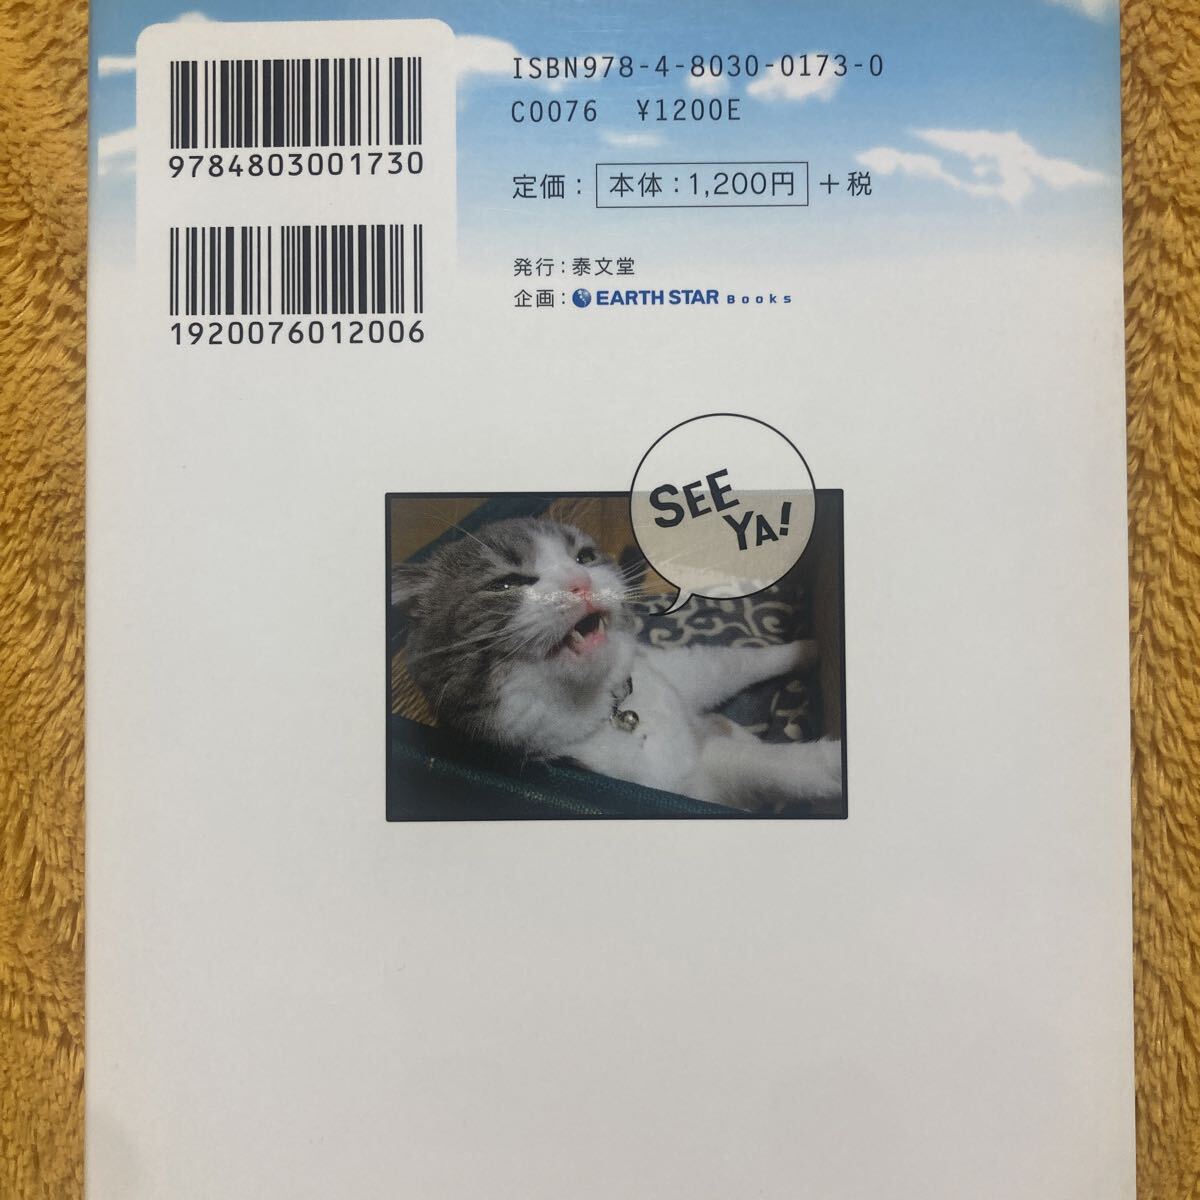 9784803001730
1920076012006
ISBN978-4-8030-0173-0
C0076 ¥1200E
定価：本体：1,200円＋税
発行：泰文堂
企画：EARTH STAR Books
SEE
YA!